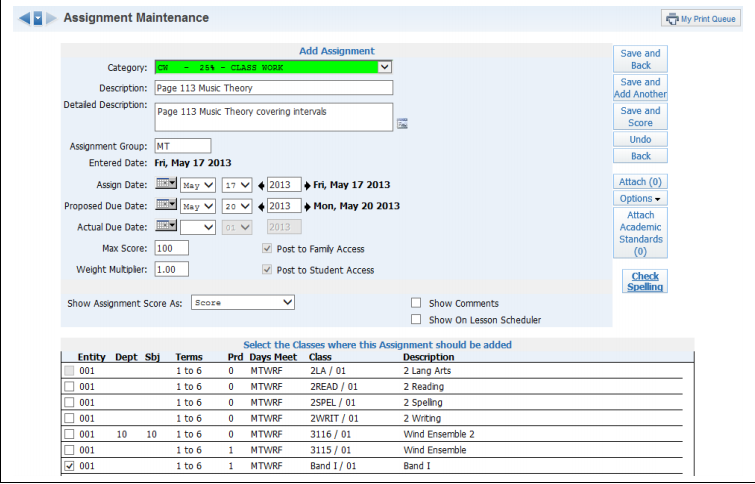 Assignment Maintenance
My Print Queue
Add Assignment
Category: CW - 25% - CLASS WORK
Description: Page 113 Music Theory
Detailed Description: Page 113 Music Theory covering intervals
Assignment Group: MT
Entered Date: Fri, May 17 2013
Assign Date: May 17 2013 Fri, May 17 2013
Proposed Due Date: May 20 2013 Mon, May 20 2013
Actual Due Date: 01 2013
Max Score: 100 Post to Family Access
Weight Multiplier: 1.00 Post to Student Access
Show Assignment Score As: Score Show Comments
Show On Lesson Scheduler
Save and
Back
Save and
Add Another
Save and
Score
Undo
Back
Attach (0)
Options
Attach
Academic
Standards
(0)
Check
Spelling
Select the Classes where this Assignment should be added
Entity Dept Sbj Terms Prd Days Meet Class Description
001 1 to 6 0 MTWRF 2LA / 01 2 Lang Arts
001 1 to 6 0 MTWRF 2READ / 01 2 Reading
001 1 to 6 0 MTWRF 2SPEL / 01 2 Spelling
001 1 to 6 0 MTWRF 2WRIT / 01 2 Writing
001 10 10 1 to 6 0 MTWRF 3116 / 01 Wind Ensemble 2
001 1 to 6 1 MTWRF 3115 / 01 Wind Ensemble
001 1 to 6 1 MTWRF Band I / 01 Band I